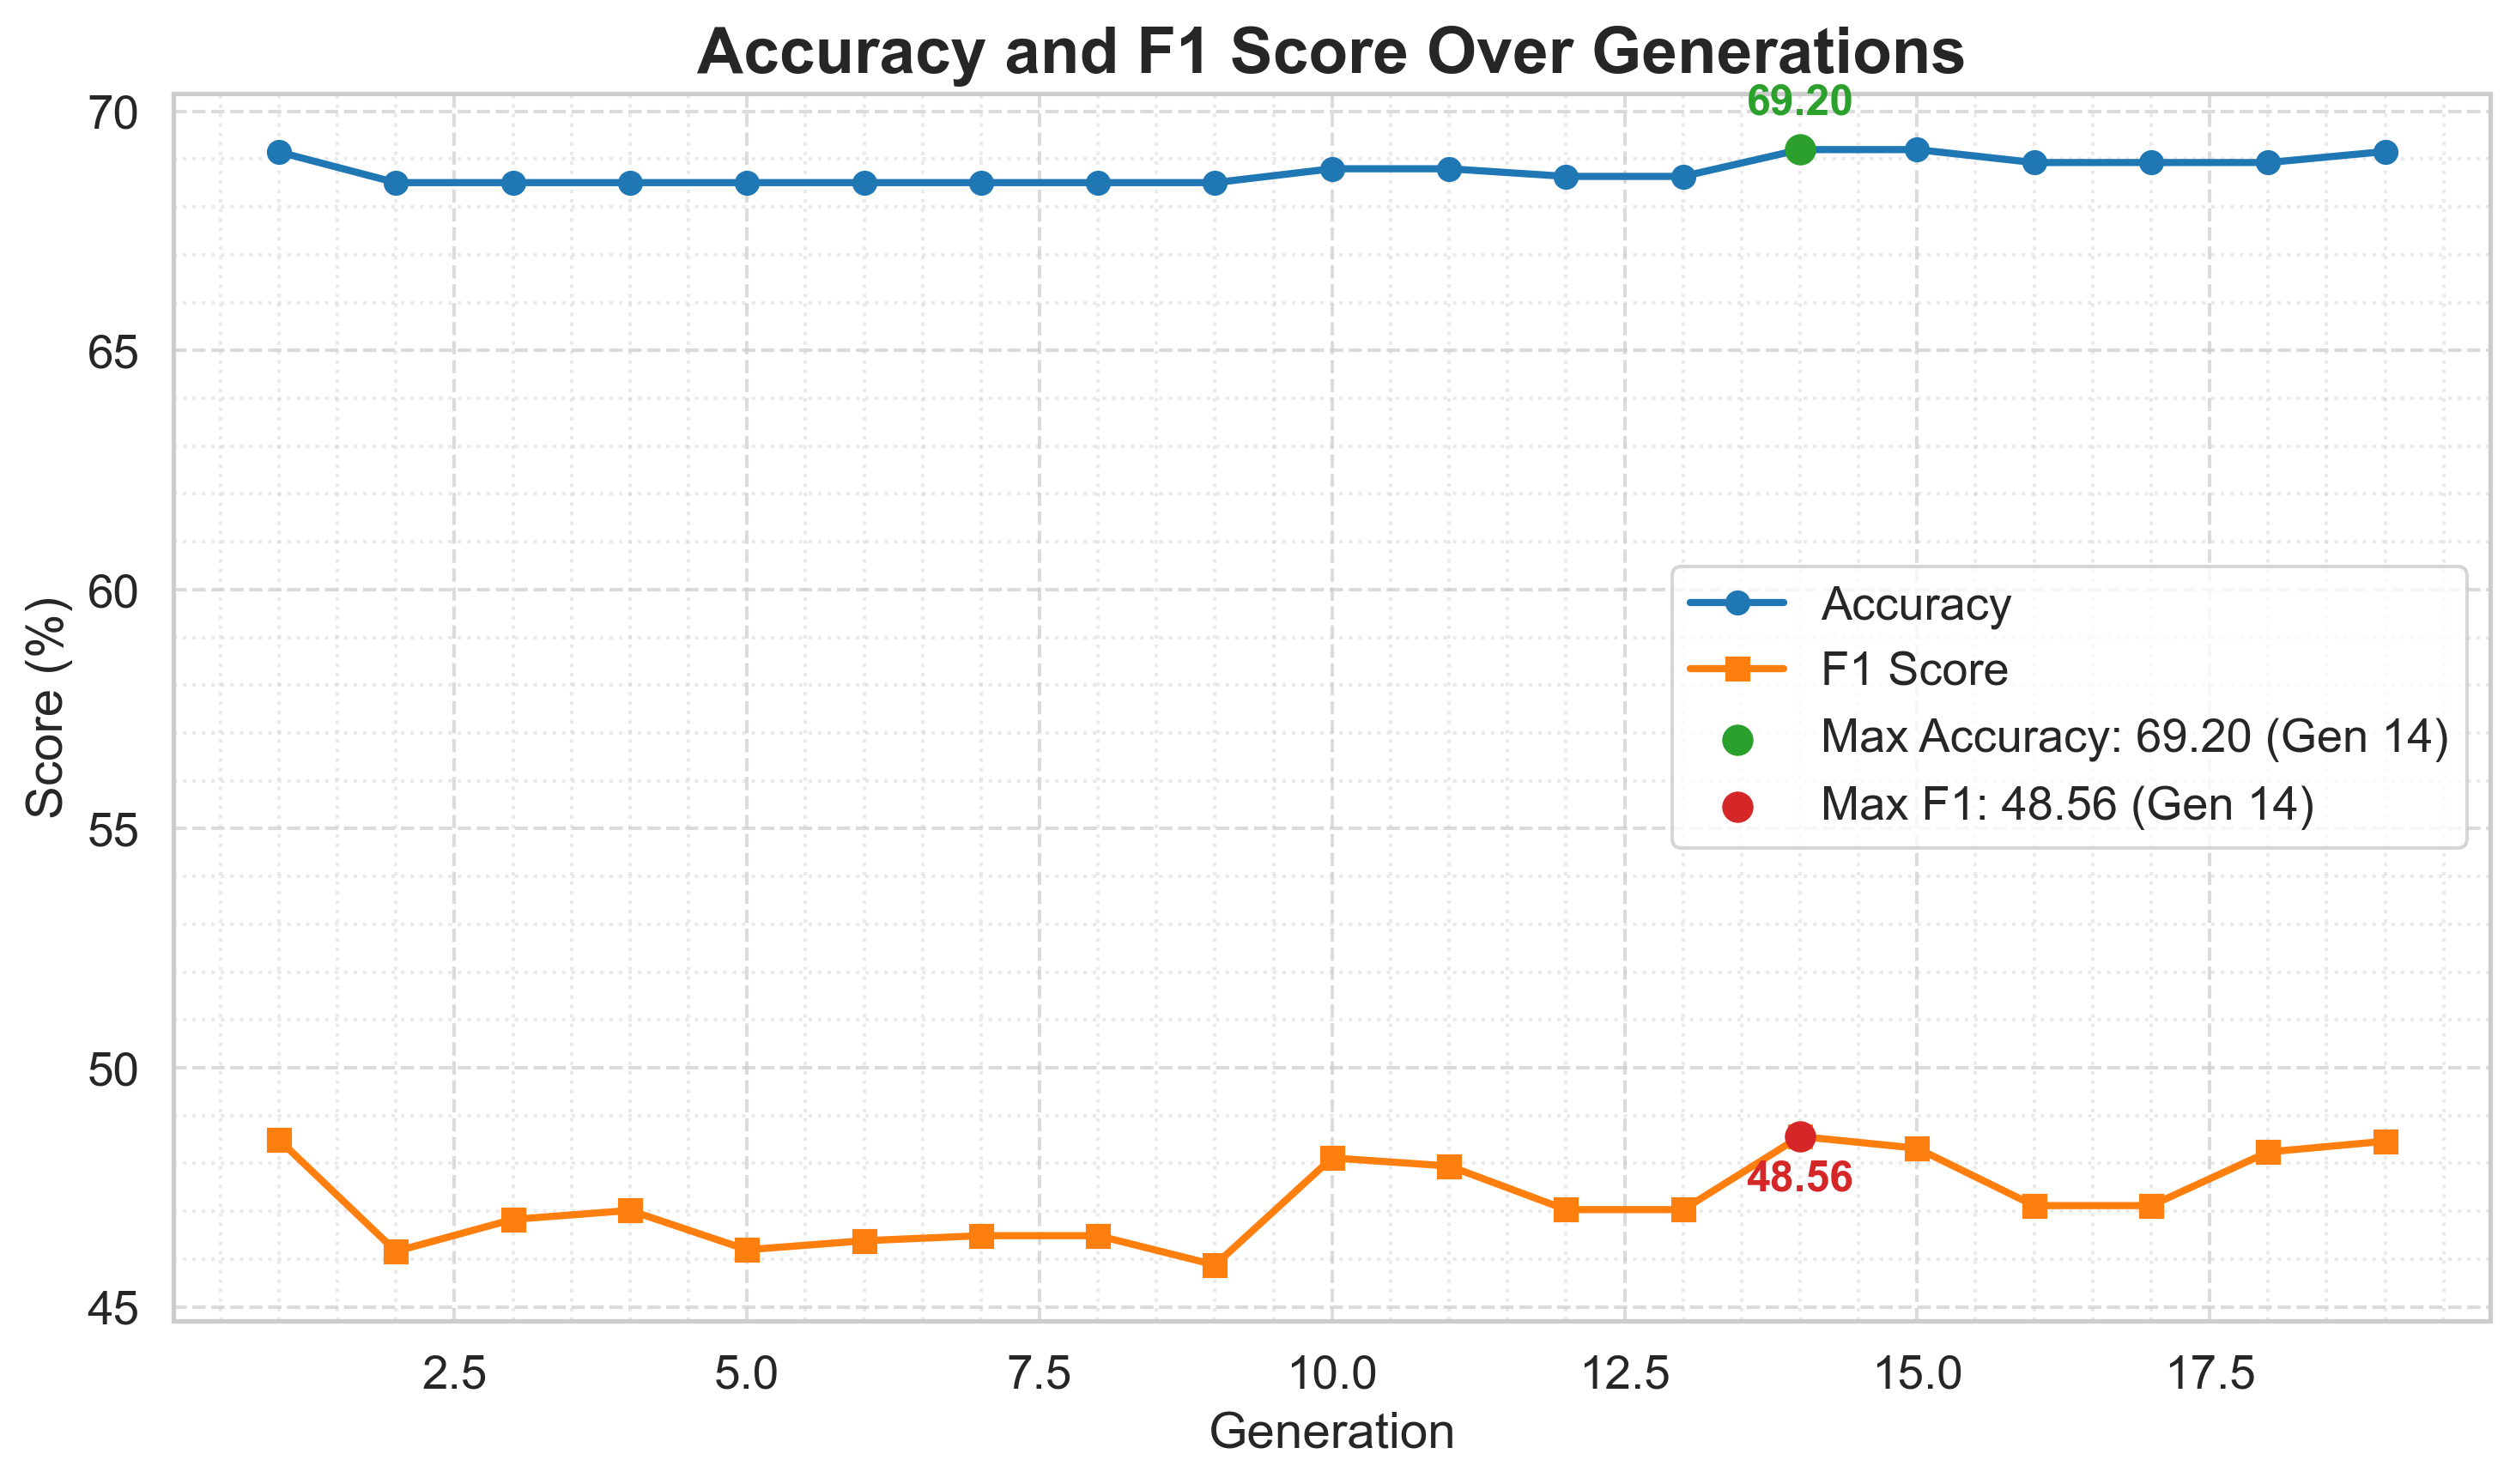 Accuracy and F1 Score Over Generations
69.20
70
65
60
55
50
45
Score (%)
Accuracy
F1 Score
Max Accuracy: 69.20 (Gen 14)
Max F1: 48.56 (Gen 14)
48.56
2.5 5.0 7.5 10.0 12.5 15.0 17.5
Generation